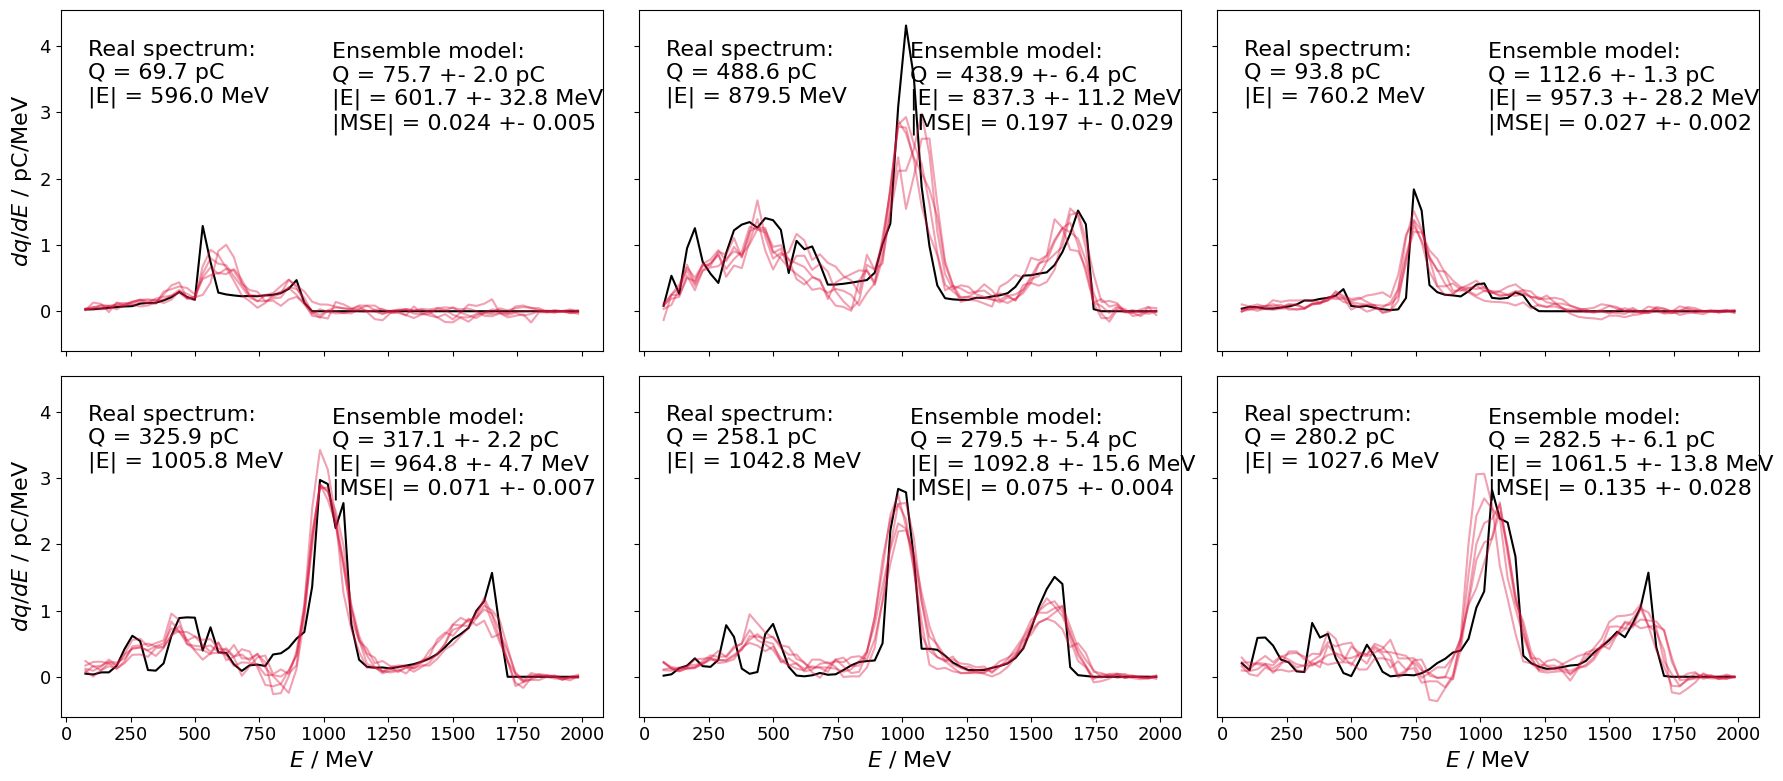 Real spectrum:
Q = 69.7 pC
|E| = 596.0 MeV
Ensemble model:
Q = 75.7 +- 2.0 pC
|E| = 601.7 +- 32.8 MeV
|MSE| = 0.024 +- 0.005
Real spectrum:
Q = 488.6 pC
|E| = 879.5 MeV
Ensemble model:
Q = 438.9 +- 6.4 pC
|E| = 837.3 +- 11.2 MeV
|MSE| = 0.197 +- 0.029
Real spectrum:
Q = 93.8 pC
|E| = 760.2 MeV
Ensemble model:
Q = 112.6 +- 1.3 pC
|E| = 957.3 +- 28.2 MeV
|MSE| = 0.027 +- 0.002
4
3
2
1
0
dq/dE / pC/MeV
Real spectrum:
Q = 325.9 pC
|E| = 1005.8 MeV
Ensemble model:
Q = 317.1 +- 2.2 pC
|E| = 964.8 +- 4.7 MeV
|MSE| = 0.071 +- 0.007
Real spectrum:
Q = 258.1 pC
|E| = 1042.8 MeV
Ensemble model:
Q = 279.5 +- 5.4 pC
|E| = 1092.8 +- 15.6 MeV
|MSE| = 0.075 +- 0.004
Real spectrum:
Q = 280.2 pC
|E| = 1027.6 MeV
Ensemble model:
Q = 282.5 +- 6.1 pC
|E| = 1061.5 +- 13.8 MeV
|MSE| = 0.135 +- 0.028
4
3
2
1
0
dq/dE / pC/MeV
0 250 500 750 1000 1250 1500 1750 2000
0 250 500 750 1000 1250 1500 1750 2000
0 250 500 750 1000 1250 1500 1750 2000
E / MeV
E / MeV
E / MeV